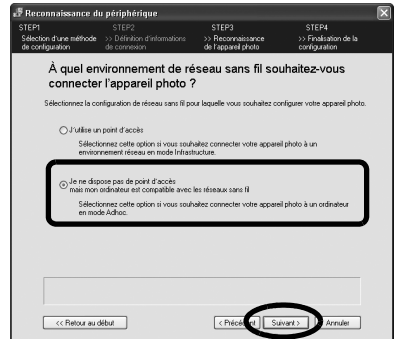 Reconnaissance du périphérique
STEP1
Sélection d'une méthode
de configuration
STEP2
>> Définition d'informations
de connexion
STEP3
>> Reconnaissance
de l'appareil photo
STEP4
>> Finalisation de la
configuration
À quel environnement de réseau sans fil souhaitez-vous
connecter l'appareil photo ?
Sélectionnez la configuration de réseau sans fil pour laquelle vous souhaitez configurer votre appareil photo.
J'utilise un point d'accès
Sélectionnez cette option si vous souhaitez connecter votre appareil photo à un
environnement réseau en mode Infrastructure.
Je ne dispose pas de point d'accès
mais mon ordinateur est compatible avec les réseaux sans fil
Sélectionnez cette option si vous souhaitez connecter votre appareil photo à un ordinateur
en mode Adhoc.
<< Retour au début
< Précédent
Suivant >
Annuler